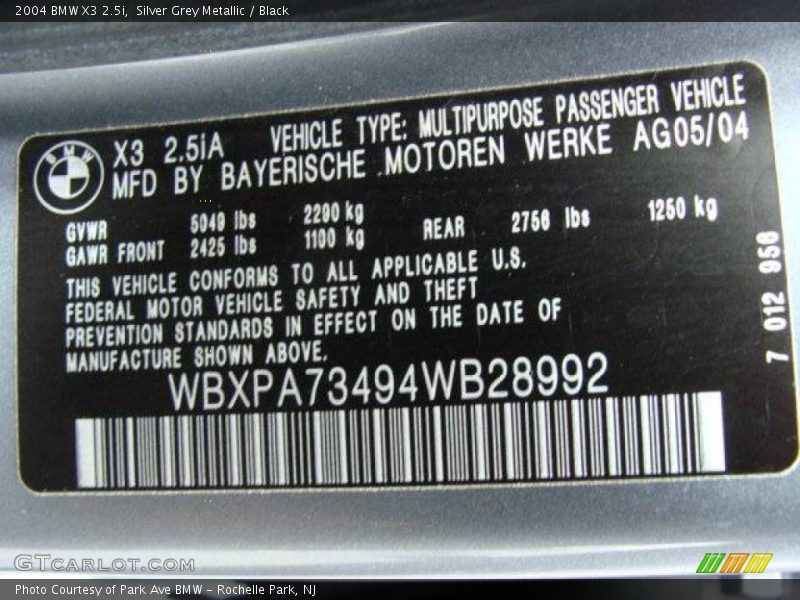 2004 BMW X3 2.5i, Silver Grey Metallic / Black
BMW
X3 2.5iA VEHICLE TYPE: MULTIPURPOSE PASSENGER VEHICLE
MFD BY BAYERISCHE MOTOREN WERKE AG05/04
GVWR 5049 lbs 2290 kg
GAWR FRONT 2425 lbs 1100 kg REAR 2756 lbs 1250 kg
THIS VEHICLE CONFORMS TO ALL APPLICABLE U.S.
FEDERAL MOTOR VEHICLE SAFETY AND THEFT
PREVENTION STANDARDS IN EFFECT ON THE DATE OF
MANUFACTURE SHOWN ABOVE.
WBXPA73494WB28992
7 012 956
GTCARLOT.COM
Photo Courtesy of Park Ave BMW - Rochelle Park, NJ